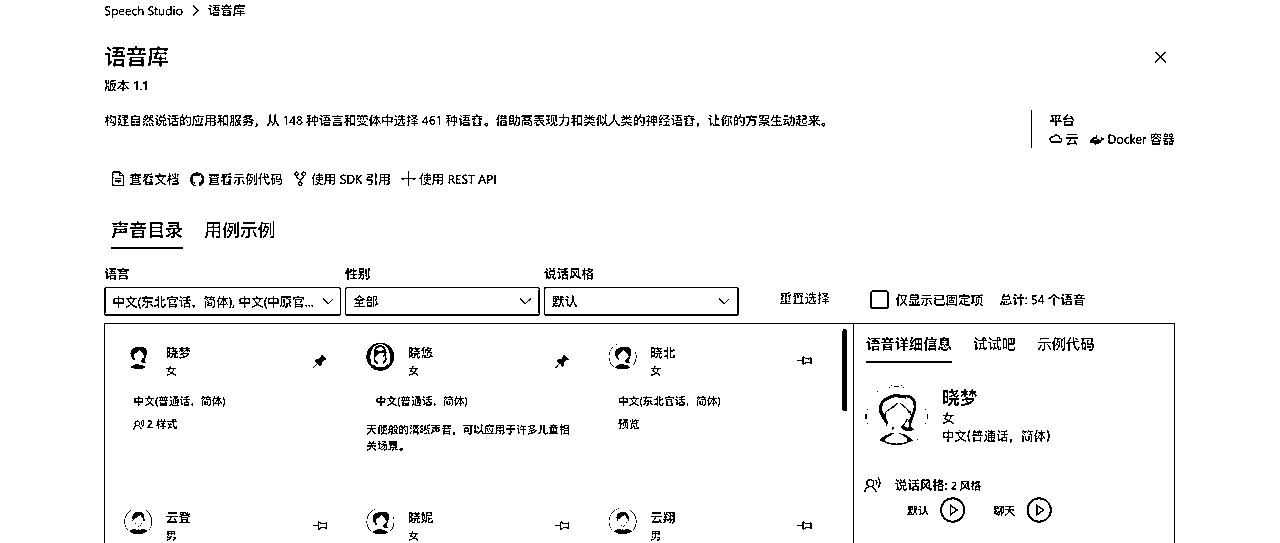 Speech Studio > 语音库
语音库
版本 1.1
构建自然说话的应用和服务，从 148 种语言和变体中选择 461 种语音。借助高表现力和类似人类的神经语音，让你的方案生动起来。
平台
云 Docker 容器
查看文档 查看示例代码 使用 SDK 引用 使用 REST API
声音目录 用例示例
语言 性别 说话风格
中文(东北官话，简体), 中文(中原官... 全部 默认 重置选择 仅显示已固定项 总计: 54 个语音
晓梦
女
中文(普通话，简体)
2 样式
晓悠
女
中文(普通话，简体)
天使般的清晰声音，可以应用于许多儿童相
关场景。
晓北
女
中文(东北官话，简体)
预览
云登
男
晓妮
女
云翔
男
语音详细信息 试试吧 示例代码
晓梦
女
中文(普通话，简体)
说话风格: 2 风格
默认 聊天